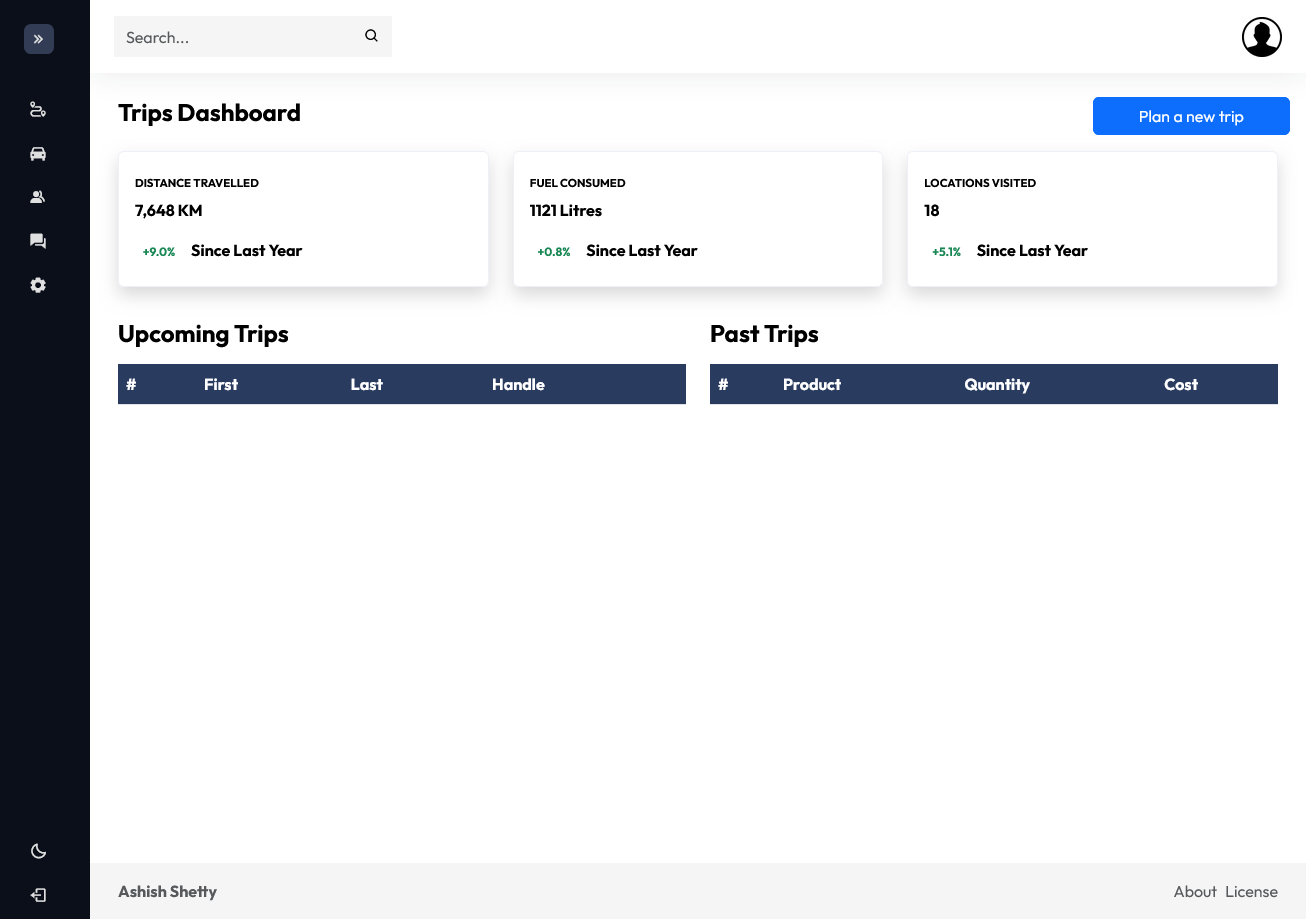 Search...
Trips Dashboard
Plan a new trip
DISTANCE TRAVELLED
7,648 KM
+9.0% Since Last Year
FUEL CONSUMED
1121 Litres
+0.8% Since Last Year
LOCATIONS VISITED
18
+5.1% Since Last Year
Upcoming Trips
# First Last Handle
Past Trips
# Product Quantity Cost
Ashish Shetty
About License